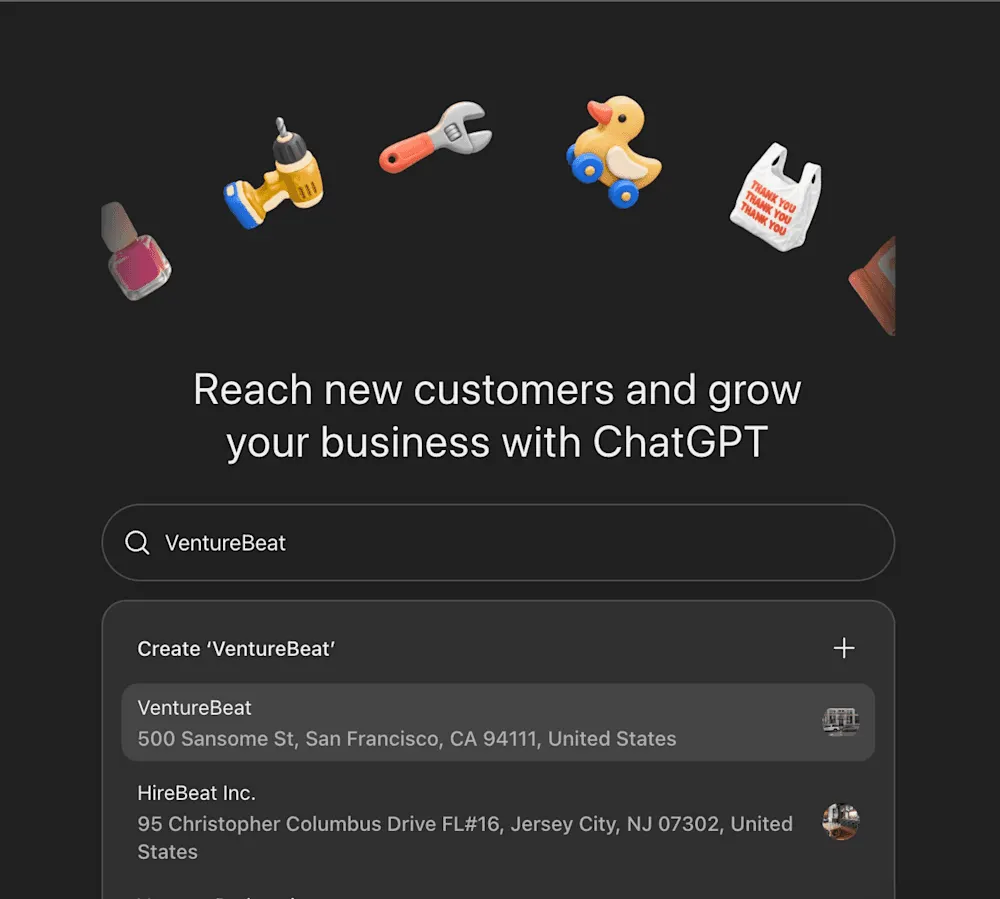 THANK YOU
THANK YOU
THANK YOU
Reach new customers and grow
your business with ChatGPT
VentureBeat
Create ‘VentureBeat’
VentureBeat
500 Sansome St, San Francisco, CA 94111, United States
HireBeat Inc.
95 Christopher Columbus Drive FL#16, Jersey City, NJ 07302, United
States